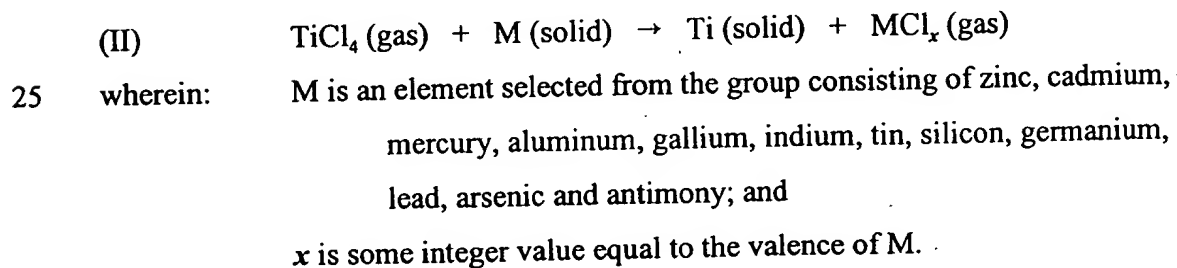 (II) TiCl₄ (gas) + M (solid) → Ti (solid) + MClₓ (gas)
25 wherein: M is an element selected from the group consisting of zinc, cadmium,
mercury, aluminum, gallium, indium, tin, silicon, germanium,
lead, arsenic and antimony; and
x is some integer value equal to the valence of M.